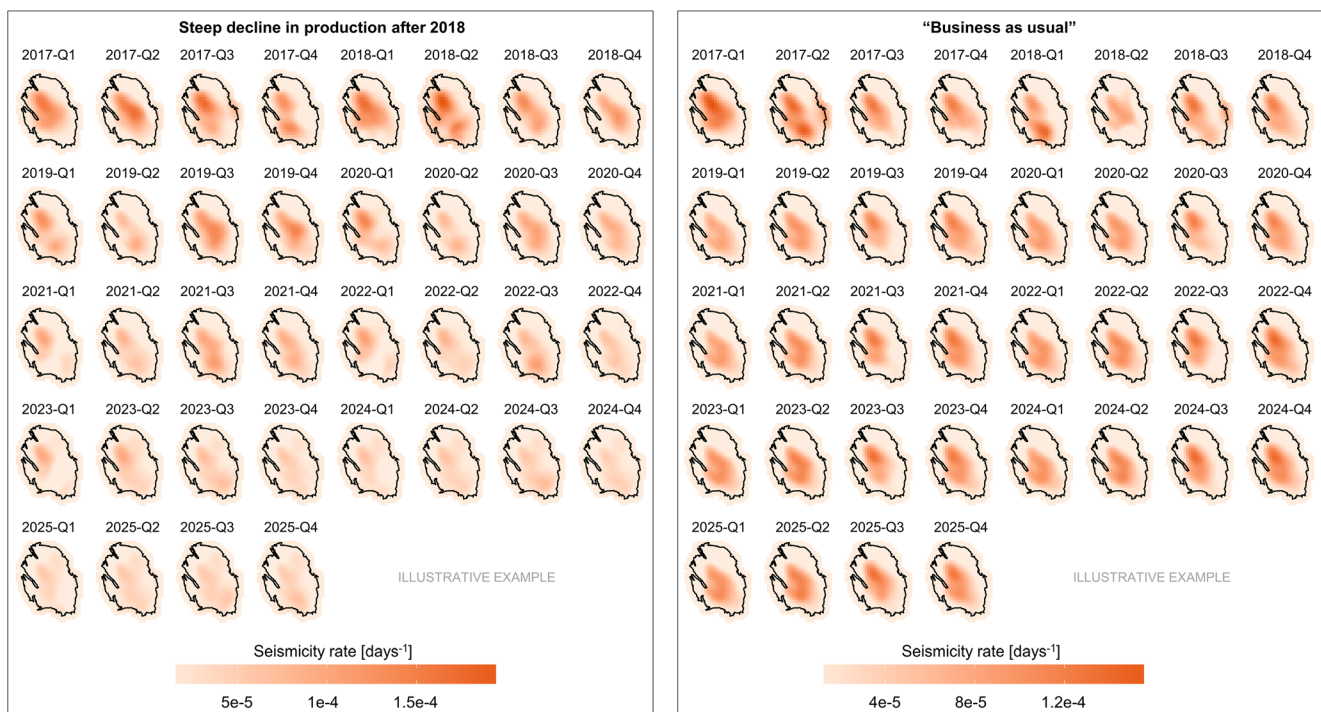 Steep decline in production after 2018
2017-Q1 2017-Q2 2017-Q3 2017-Q4 2018-Q1 2018-Q2 2018-Q3 2018-Q4
2019-Q1 2019-Q2 2019-Q3 2019-Q4 2020-Q1 2020-Q2 2020-Q3 2020-Q4
2021-Q1 2021-Q2 2021-Q3 2021-Q4 2022-Q1 2022-Q2 2022-Q3 2022-Q4
2023-Q1 2023-Q2 2023-Q3 2023-Q4 2024-Q1 2024-Q2 2024-Q3 2024-Q4
2025-Q1 2025-Q2 2025-Q3 2025-Q4
ILLUSTRATIVE EXAMPLE
Seismicity rate [days⁻¹]
5e-5 1e-4 1.5e-4
“Business as usual”
2017-Q1 2017-Q2 2017-Q3 2017-Q4 2018-Q1 2018-Q2 2018-Q3 2018-Q4
2019-Q1 2019-Q2 2019-Q3 2019-Q4 2020-Q1 2020-Q2 2020-Q3 2020-Q4
2021-Q1 2021-Q2 2021-Q3 2021-Q4 2022-Q1 2022-Q2 2022-Q3 2022-Q4
2023-Q1 2023-Q2 2023-Q3 2023-Q4 2024-Q1 2024-Q2 2024-Q3 2024-Q4
2025-Q1 2025-Q2 2025-Q3 2025-Q4
ILLUSTRATIVE EXAMPLE
Seismicity rate [days⁻¹]
4e-5 8e-5 1.2e-4